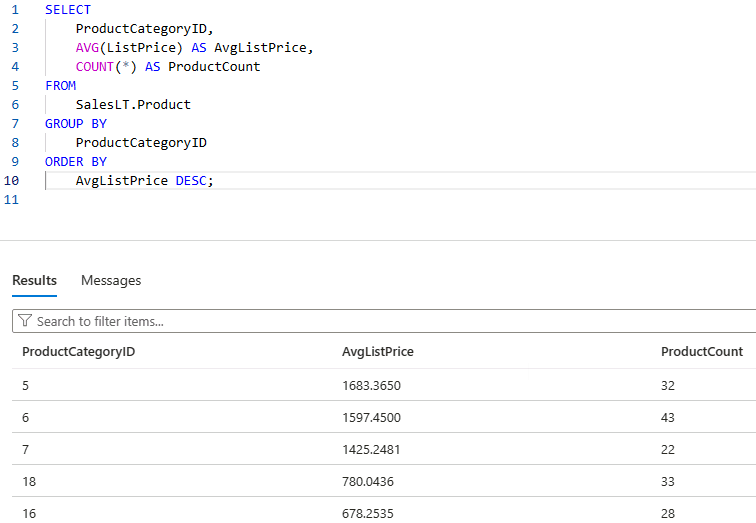 1 SELECT
2 ProductCategoryID,
3 AVG(ListPrice) AS AvgListPrice,
4 COUNT(*) AS ProductCount
5 FROM
6 SalesLT.Product
7 GROUP BY
8 ProductCategoryID
9 ORDER BY
10 AvgListPrice DESC;
11
Results Messages
Search to filter items...
ProductCategoryID AvgListPrice ProductCount
5 1683.3650 32
6 1597.4500 43
7 1425.2481 22
18 780.0436 33
16 678.2535 28